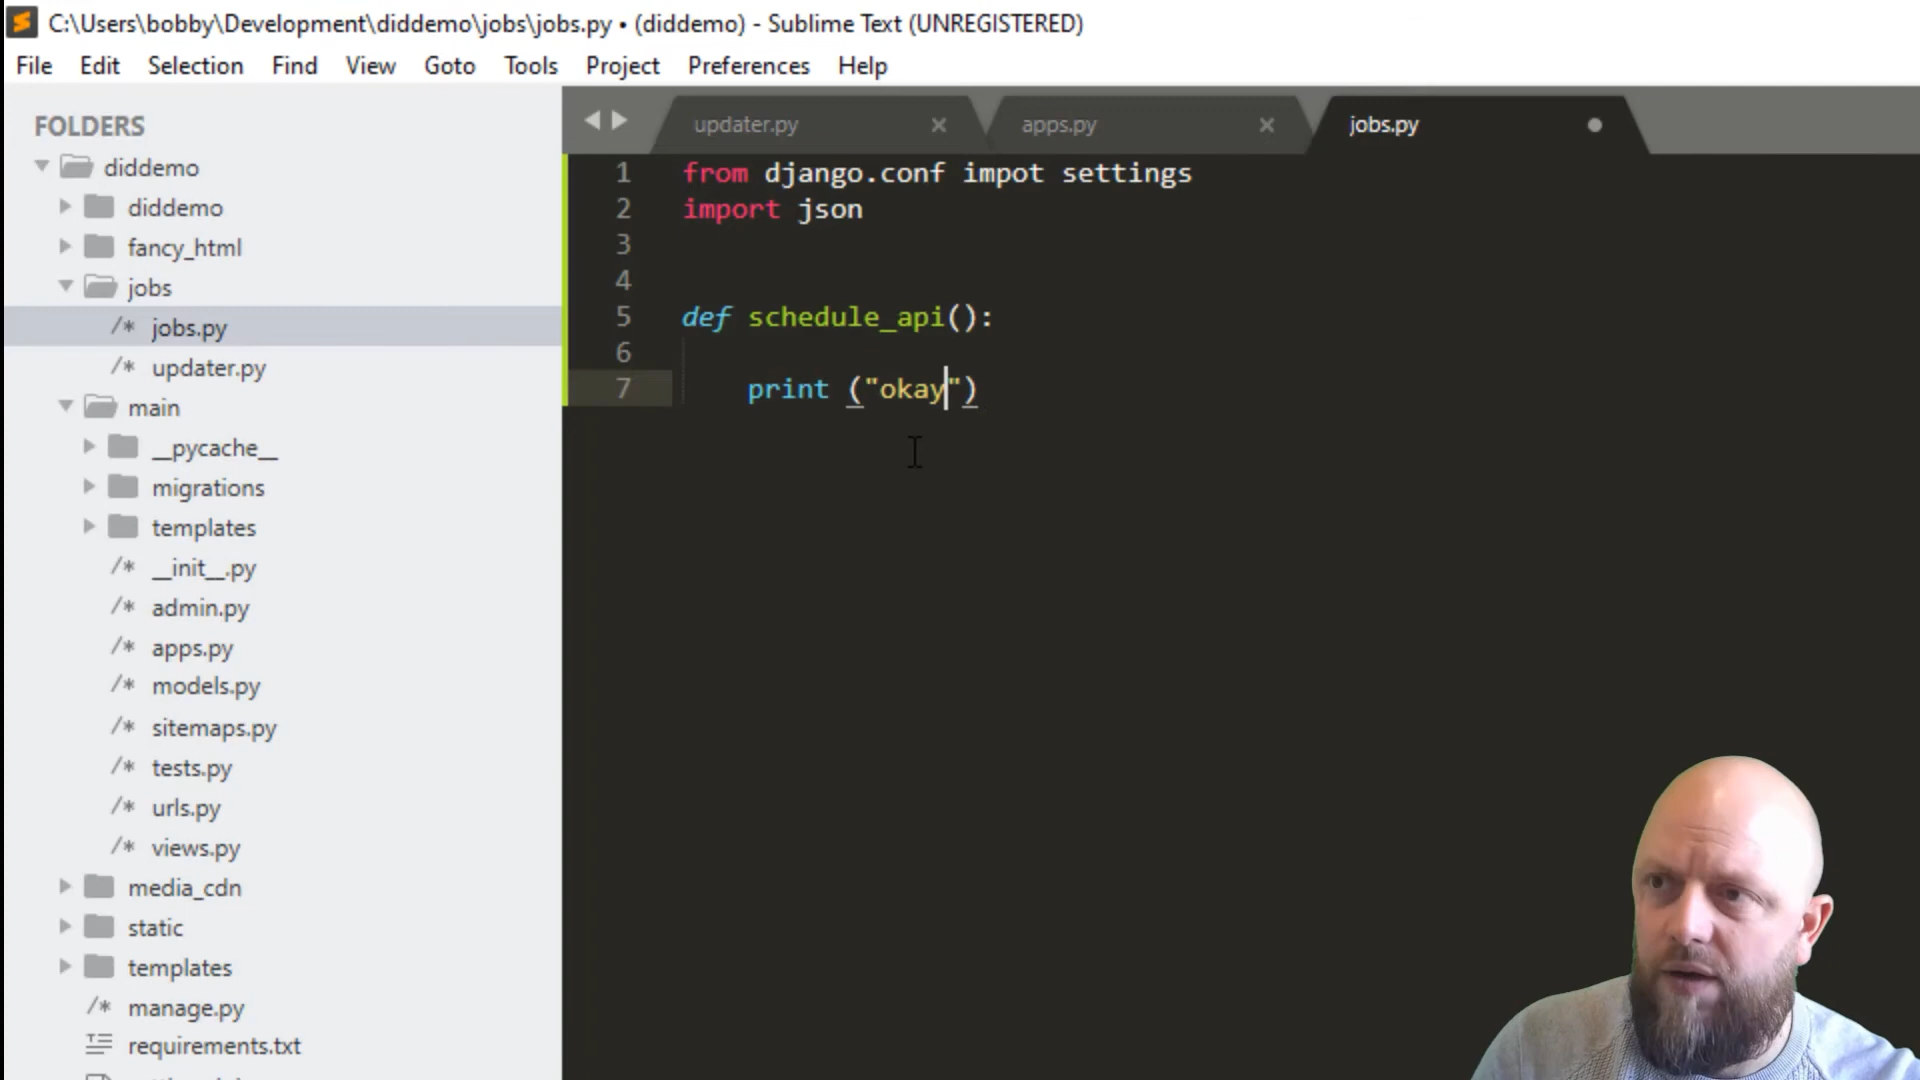 C:\Users\bobby\Development\diddemo\jobs\jobs.py • (diddemo) - Sublime Text (UNREGISTERED)
File Edit Selection Find View Goto Tools Project Preferences Help
FOLDERS
diddemo
diddemo
fancy_html
jobs
/* jobs.py
/* updater.py
main
__pycache__
migrations
templates
/* __init__.py
/* admin.py
/* apps.py
/* models.py
/* sitemaps.py
/* tests.py
/* urls.py
/* views.py
media_cdn
static
templates
/* manage.py
requirements.txt
updater.py apps.py jobs.py
1 from django.conf impot settings
2 import json
3
4
5 def schedule_api():
6
7 print ("okay")